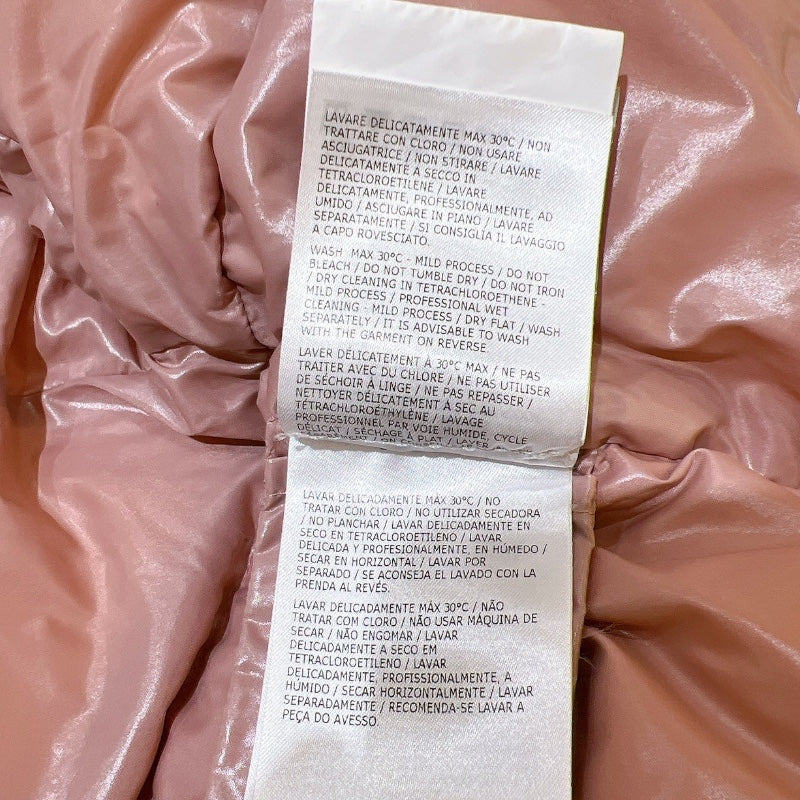 LAVARE DELICATAMENTE MAX 30°C / NON
TRATTARE CON CLORO / NON USARE
ASCIUGATRICE / NON STIRARE / LAVARE
DELICATAMENTE A SECCO IN
TETRACLOROETILENE / LAVARE
DELICATAMENTE, PROFESSIONALMENTE, AD
UMIDO / ASCIUGARE IN PIANO / LAVARE
SEPARATAMENTE / SI CONSIGLIA IL LAVAGGIO
A CAPO ROVESCIATO.
WASH MAX 30°C - MILD PROCESS / DO NOT
BLEACH / DO NOT TUMBLE DRY / DO NOT IRON
/ DRY CLEANING IN TETRACHLOROETHENE -
MILD PROCESS / PROFESSIONAL WET
CLEANING - MILD PROCESS / DRY FLAT / WASH
SEPARATELY / IT IS ADVISABLE TO WASH
WITH THE GARMENT ON REVERSE.
LAVER DÉLICATEMENT À 30°C MAX / NE PAS
TRAITER AVEC DU CHLORE / NE PAS UTILISER
DE SÉCHOIR À LINGE / NE PAS REPASSER /
NETTOYER DÉLICATEMENT À SEC AU
TÉTRACHLOROÉTHYLÈNE / LAVAGE
PROFESSIONNEL PAR VOIE HUMIDE, CYCLE
DÉLICAT / SÉCHAGE À PLAT / LAVER
LAVAR DELICADAMENTE MÁX 30°C / NO
TRATAR CON CLORO / NO UTILIZAR SECADORA
/ NO PLANCHAR / LAVAR DELICADAMENTE EN
SECO EN TETRACLOROETILENO / LAVAR
DELICADA Y PROFESIONALMENTE, EN HÚMEDO /
SECAR EN HORIZONTAL / LAVAR POR
SEPARADO / SE ACONSEJA EL LAVADO CON LA
PRENDA AL REVÉS.
LAVAR DELICADAMENTE MÁX 30°C / NÃO
TRATAR COM CLORO / NÃO USAR MÁQUINA DE
SECAR / NÃO ENGOMAR / LAVAR
DELICADAMENTE A SECO EM
TETRACLOROETILENO / LAVAR
DELICADAMENTE, PROFISSIONALMENTE, A
HÚMIDO / SECAR HORIZONTALMENTE / LAVAR
SEPARADAMENTE / RECOMENDA-SE LAVAR A
PEÇA DO AVESSO.